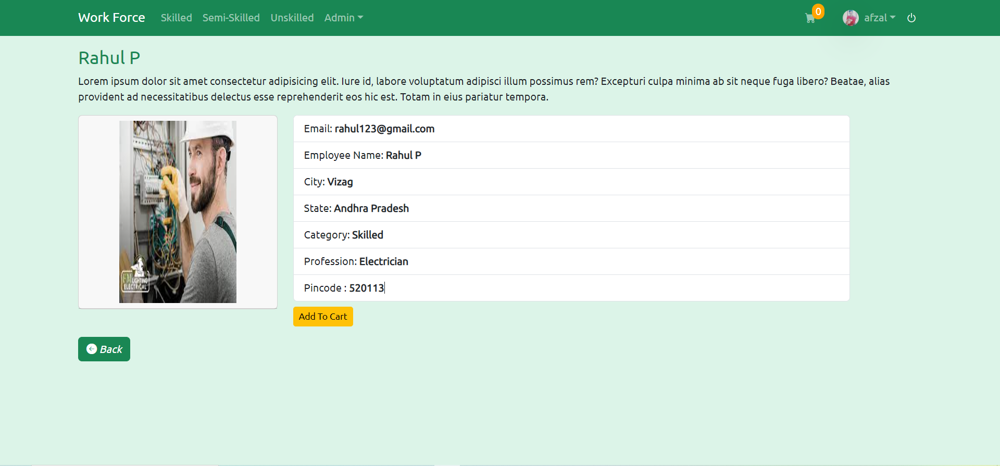 Work Force Skilled Semi-Skilled Unskilled Admin 0 afzal
Rahul P
Lorem ipsum dolor sit amet consectetur adipisicing elit. Iure id, labore voluptatum adipisci illum possimus rem? Excepturi culpa minima ab sit neque fuga libero? Beatae, alias
provident ad necessitatibus delectus esse reprehenderit eos hic est. Totam in eius pariatur tempora.
LIGHTING
ELECTRICAL
Email: rahul123@gmail.com
Employee Name: Rahul P
City: Vizag
State: Andhra Pradesh
Category: Skilled
Profession: Electrician
Pincode : 520113
Add To Cart
Back